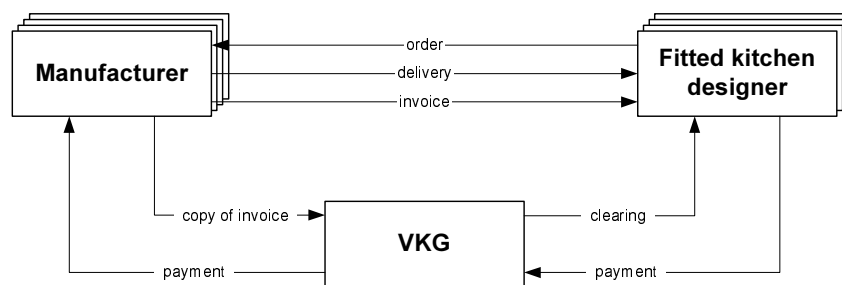 order
Manufacturer
delivery
Fitted kitchen
designer
invoice
copy of invoice
VKG
clearing
payment
payment